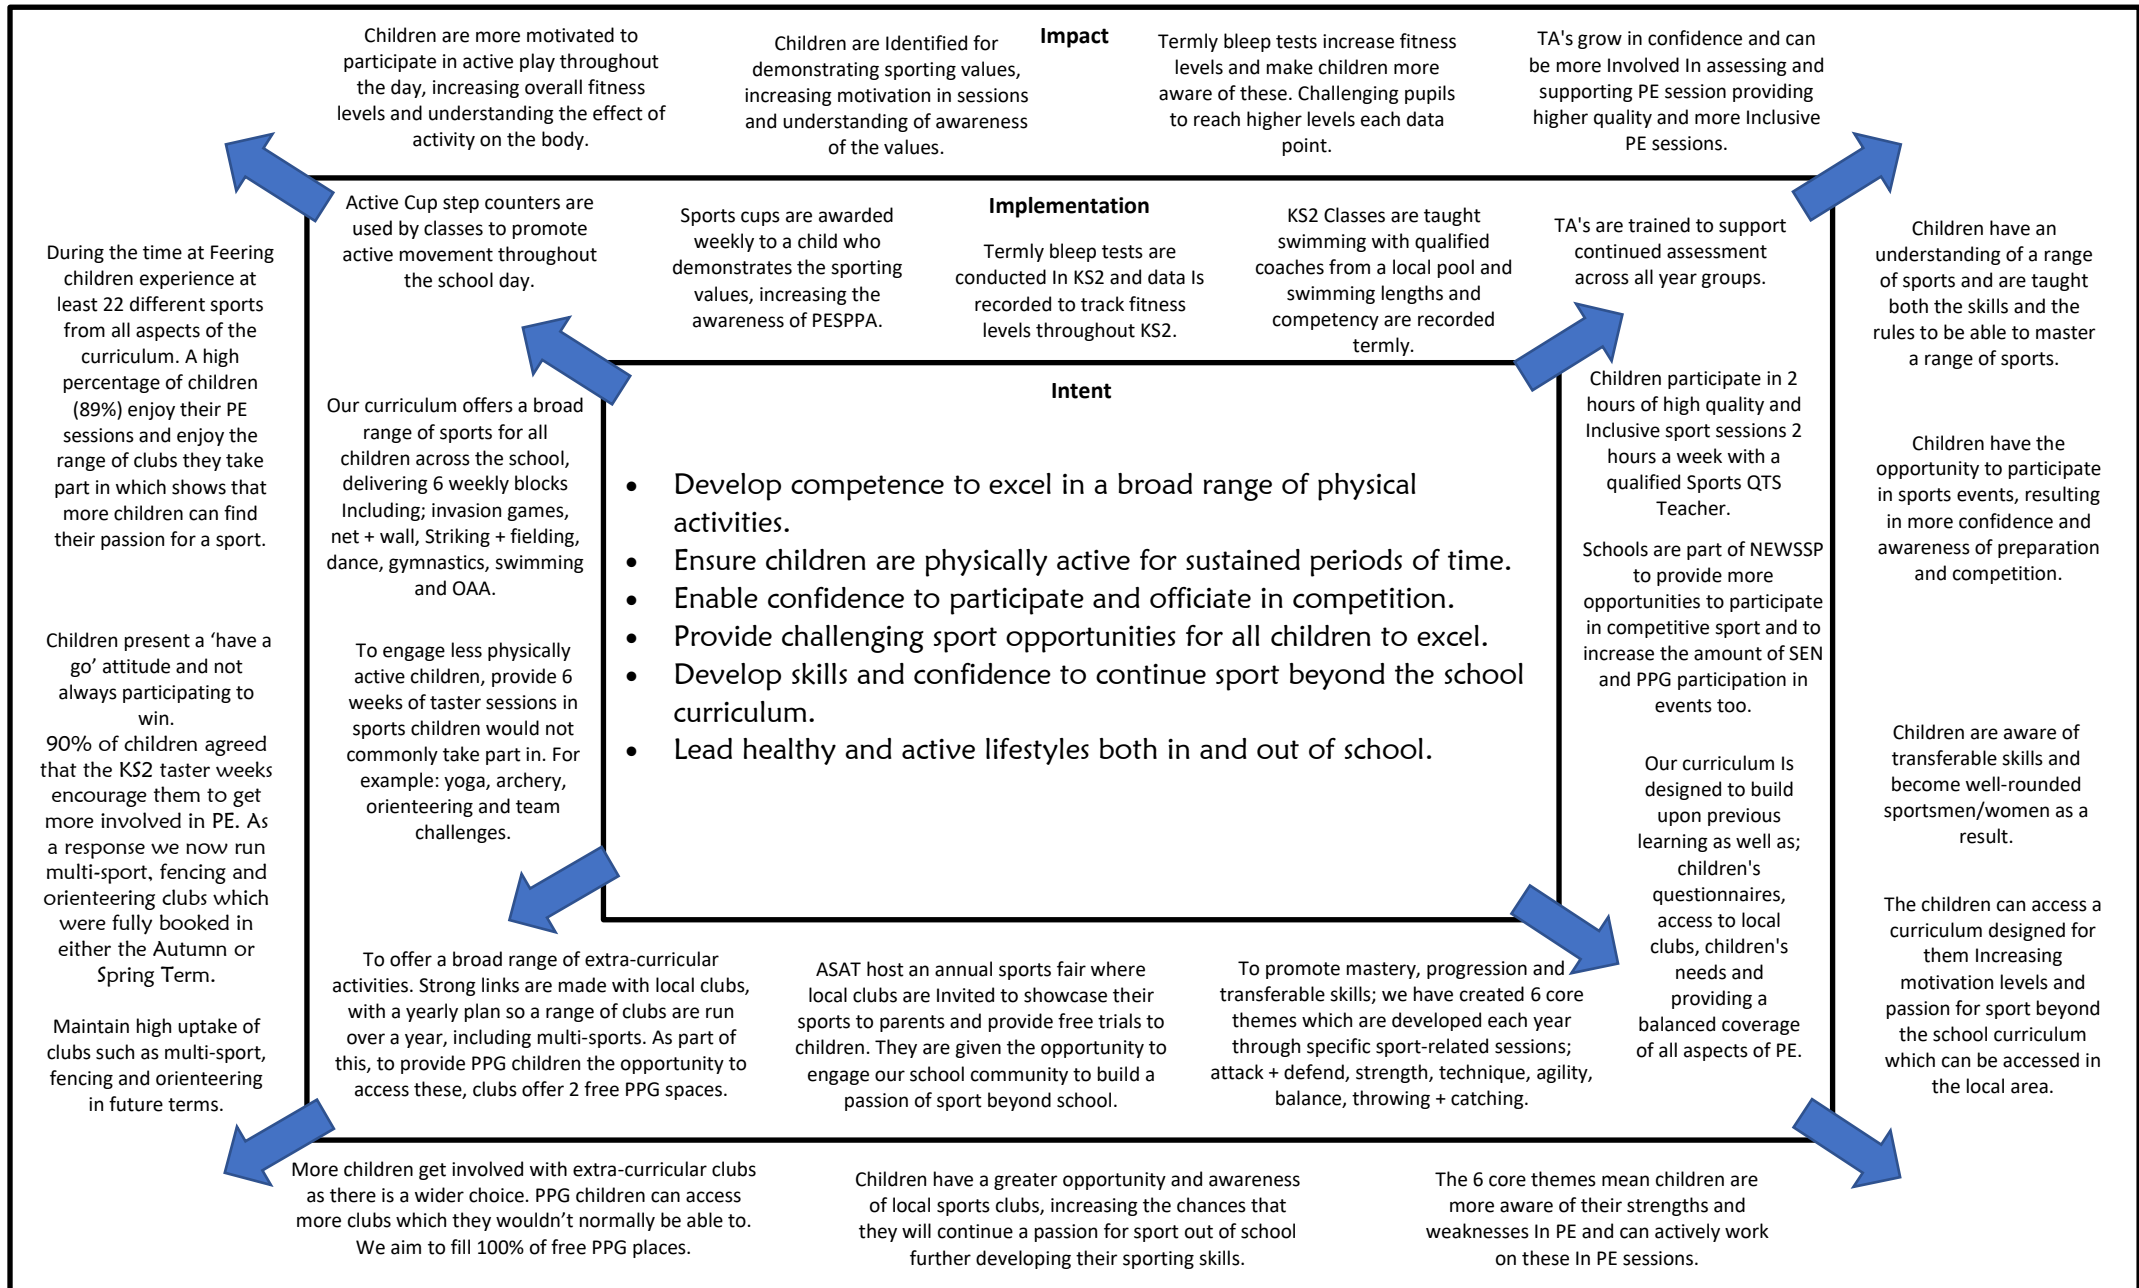 Impact
Children are more motivated to
participate in active play throughout
the day, increasing overall fitness
levels and understanding the effect of
activity on the body.
Children are Identified for
demonstrating sporting values,
increasing motivation in sessions
and understanding of awareness
of the values.
Termly bleep tests increase fitness
levels and make children more
aware of these. Challenging pupils
to reach higher levels each data
point.
TA's grow in confidence and can
be more Involved In assessing and
supporting PE session providing
higher quality and more Inclusive
PE sessions.
During the time at Feering
children experience at
least 22 different sports
from all aspects of the
curriculum. A high
percentage of children
(89%) enjoy their PE
sessions and enjoy the
range of clubs they take
part in which shows that
more children can find
their passion for a sport.
Children present a ‘have a
go’ attitude and not
always participating to
win.
90% of children agreed
that the KS2 taster weeks
encourage them to get
more involved in PE. As
a response we now run
multi-sport, fencing and
orienteering clubs which
were fully booked in
either the Autumn or
Spring Term.
Maintain high uptake of
clubs such as multi-sport,
fencing and orienteering
in future terms.
Implementation
Active Cup step counters are
used by classes to promote
active movement throughout
the school day.
Sports cups are awarded
weekly to a child who
demonstrates the sporting
values, increasing the
awareness of PESPPA.
Termly bleep tests are
conducted In KS2 and data Is
recorded to track fitness
levels throughout KS2.
KS2 Classes are taught
swimming with qualified
coaches from a local pool and
swimming lengths and
competency are recorded
termly.
TA's are trained to support
continued assessment
across all year groups.
Our curriculum offers a broad
range of sports for all
children across the school,
delivering 6 weekly blocks
Including; invasion games,
net + wall, Striking + fielding,
dance, gymnastics, swimming
and OAA.
To engage less physically
active children, provide 6
weeks of taster sessions in
sports children would not
commonly take part in. For
example: yoga, archery,
orienteering and team
challenges.
Intent
• Develop competence to excel in a broad range of physical
activities.
• Ensure children are physically active for sustained periods of time.
• Enable confidence to participate and officiate in competition.
• Provide challenging sport opportunities for all children to excel.
• Develop skills and confidence to continue sport beyond the school
curriculum.
• Lead healthy and active lifestyles both in and out of school.
Children participate in 2
hours of high quality and
Inclusive sport sessions 2
hours a week with a
qualified Sports QTS
Teacher.
Schools are part of NEWSSP
to provide more
opportunities to participate
in competitive sport and to
increase the amount of SEN
and PPG participation in
events too.
Our curriculum Is
designed to build
upon previous
learning as well as;
children's
questionnaires,
access to local
clubs, children's
needs and
providing a
balanced coverage
of all aspects of PE.
Children have an
understanding of a range
of sports and are taught
both the skills and the
rules to be able to master
a range of sports.
Children have the
opportunity to participate
in sports events, resulting
in more confidence and
awareness of preparation
and competition.
Children are aware of
transferable skills and
become well-rounded
sportsmen/women as a
result.
The children can access a
curriculum designed for
them Increasing
motivation levels and
passion for sport beyond
the school curriculum
which can be accessed in
the local area.
To offer a broad range of extra-curricular
activities. Strong links are made with local clubs,
with a yearly plan so a range of clubs are run
over a year, including multi-sports. As part of
this, to provide PPG children the opportunity to
access these, clubs offer 2 free PPG spaces.
ASAT host an annual sports fair where
local clubs are Invited to showcase their
sports to parents and provide free trials to
children. They are given the opportunity to
engage our school community to build a
passion of sport beyond school.
To promote mastery, progression and
transferable skills; we have created 6 core
themes which are developed each year
through specific sport-related sessions;
attack + defend, strength, technique, agility,
balance, throwing + catching.
More children get involved with extra-curricular clubs
as there is a wider choice. PPG children can access
more clubs which they wouldn’t normally be able to.
We aim to fill 100% of free PPG places.
Children have a greater opportunity and awareness
of local sports clubs, increasing the chances that
they will continue a passion for sport out of school
further developing their sporting skills.
The 6 core themes mean children are
more aware of their strengths and
weaknesses In PE and can actively work
on these In PE sessions.